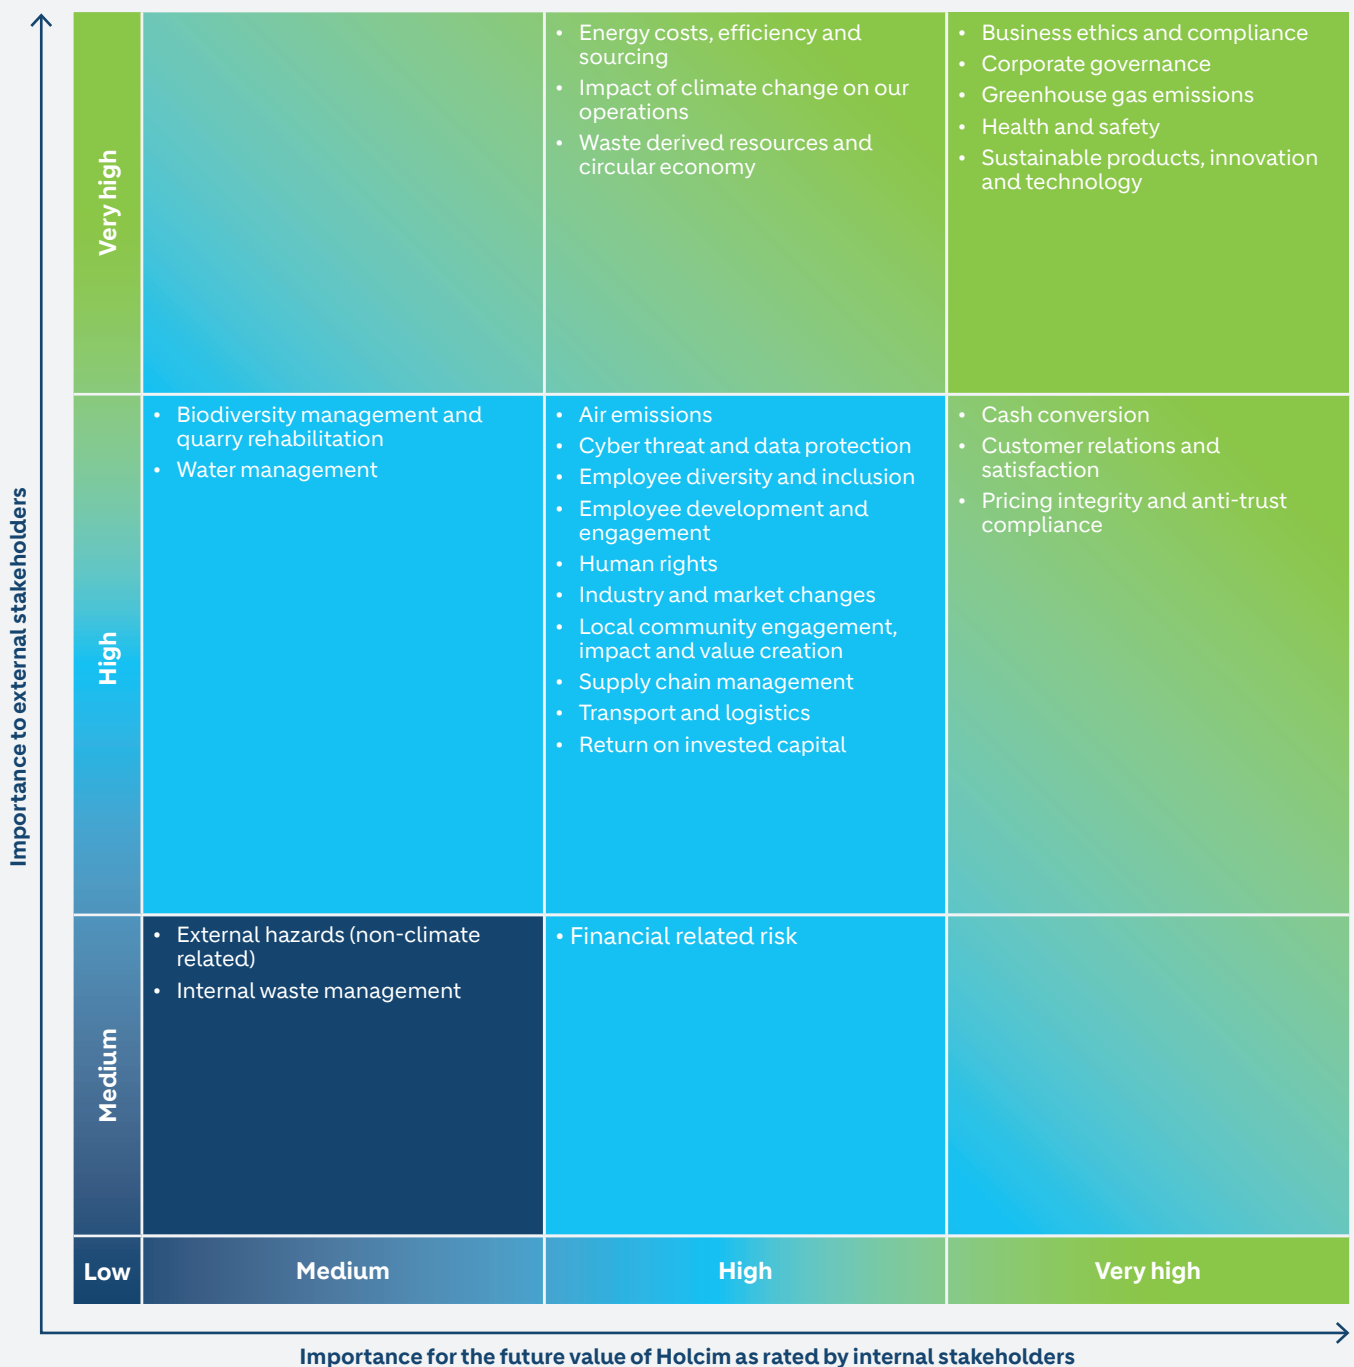 Importance to external stakeholders
Very high
• Energy costs, efficiency and
sourcing
• Impact of climate change on our
operations
• Waste derived resources and
circular economy
• Business ethics and compliance
• Corporate governance
• Greenhouse gas emissions
• Health and safety
• Sustainable products, innovation
and technology
High
• Biodiversity management and
quarry rehabilitation
• Water management
• Air emissions
• Cyber threat and data protection
• Employee diversity and inclusion
• Employee development and
engagement
• Human rights
• Industry and market changes
• Local community engagement,
impact and value creation
• Supply chain management
• Transport and logistics
• Return on invested capital
• Cash conversion
• Customer relations and
satisfaction
• Pricing integrity and anti-trust
compliance
Medium
• External hazards (non-climate
related)
• Internal waste management
• Financial related risk
Low
Medium
High
Very high
Importance for the future value of Holcim as rated by internal stakeholders